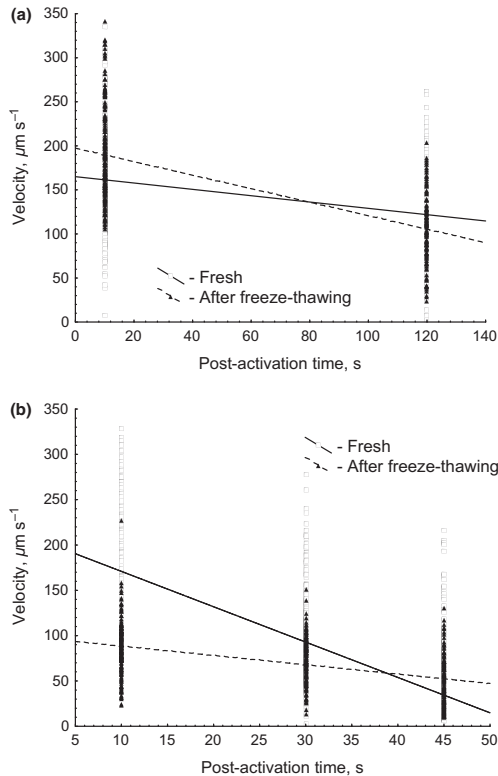 (a)
350
300
250
200
150
100
50
0
Velocity, µm s⁻¹
- Fresh
- After freeze-thawing
0 20 40 60 80 100 120 140
Post-activation time, s
(b)
350
300
250
200
150
100
50
0
Velocity, µm s⁻¹
- Fresh
- After freeze-thawing
5 10 15 20 25 30 35 40 45 50
Post-activation time, s